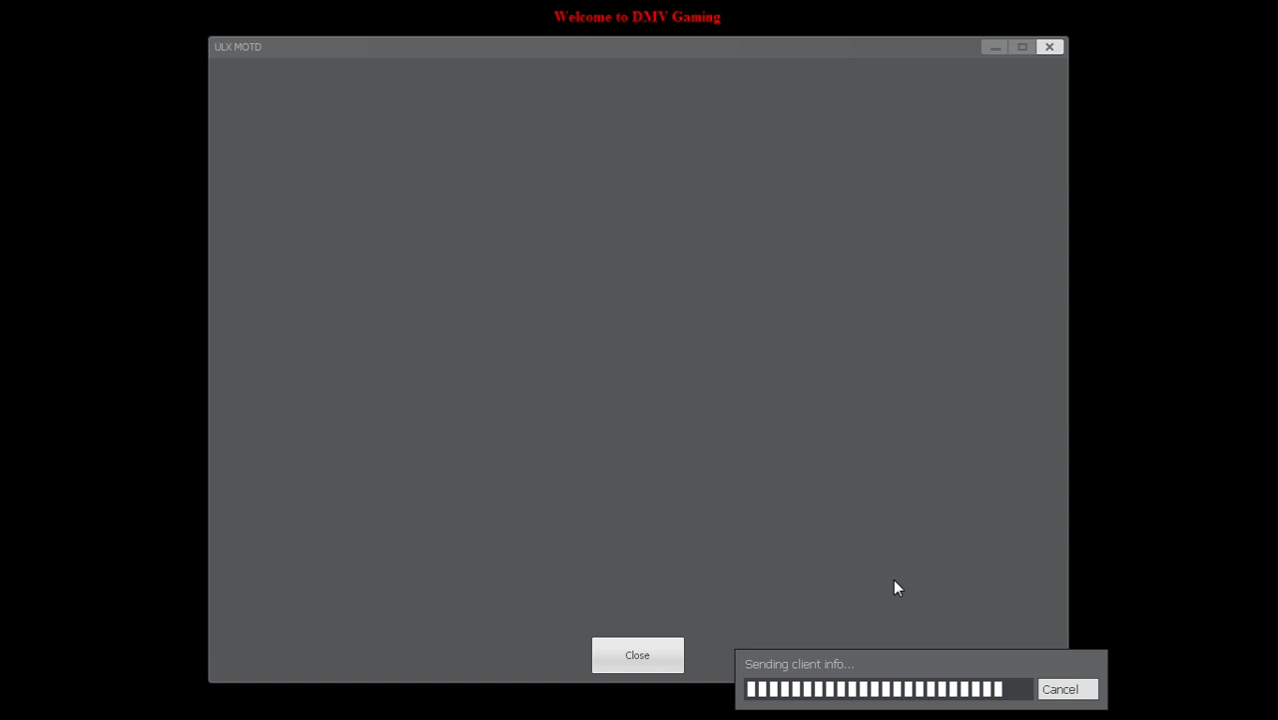 Welcome to DMV Gaming
ULX MOTD
Close
Sending client info...
Cancel